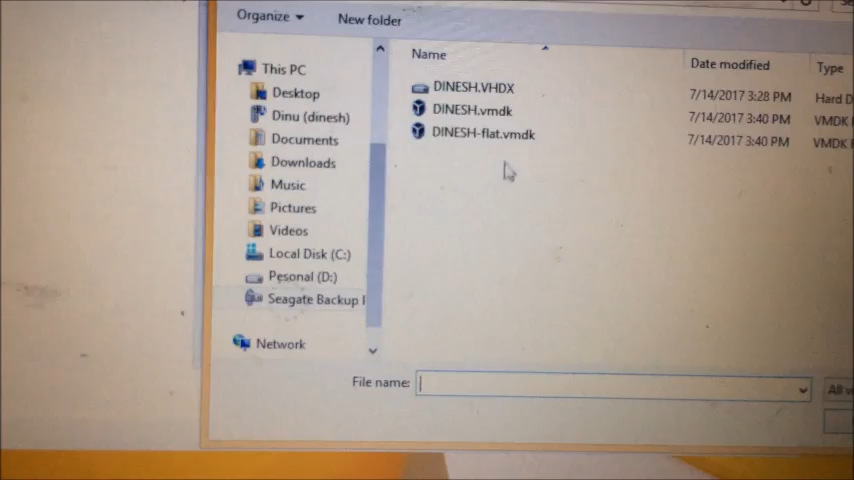 Organize
New folder
Name
Date modified
Type
This PC
DINESH.VHDX
7/14/2017 3:28 PM
Hard D
Desktop
DINESH.vmdk
7/14/2017 3:40 PM
VMDK
Dinu (dinesh)
DINESH-flat.vmdk
7/14/2017 3:40 PM
VMDK
Documents
Downloads
Music
Pictures
Videos
Local Disk (C:)
Pesonal (D:)
Seagate Backup
Network
File name:
All